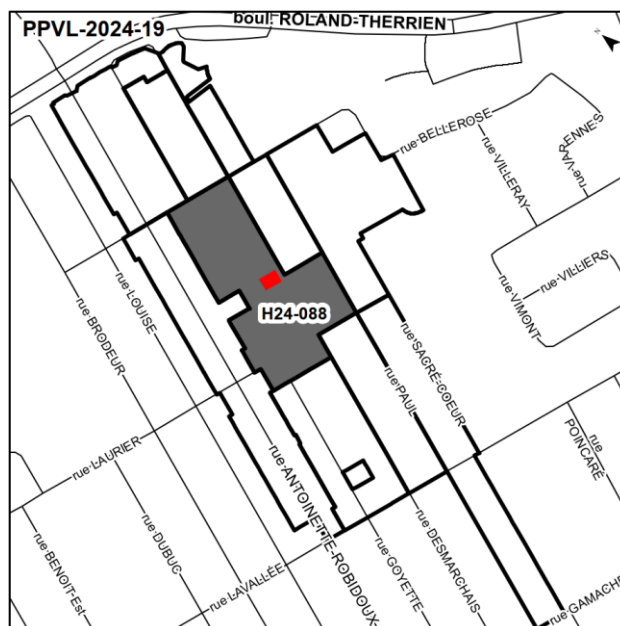 PPVL-2024-19
boul. ROLAND-THERRIEN
N
rue BELLEROSE
rue VILLERAY
rue VARENNES
rue VILLIERS
rue VIMONT
H24-088
rue LOUISE
rue BRODEUR
rue SACRÉ-COEUR
rue PAUL
rue POINCARÉ
rue LAURIER
rue ANTOINETTE-ROBIDOUX
rue DUBUC
rue BENOIT-Est
rue LAVALLÉE
rue GOYETTE
rue DESMARCHAIS
rue GAMACHE